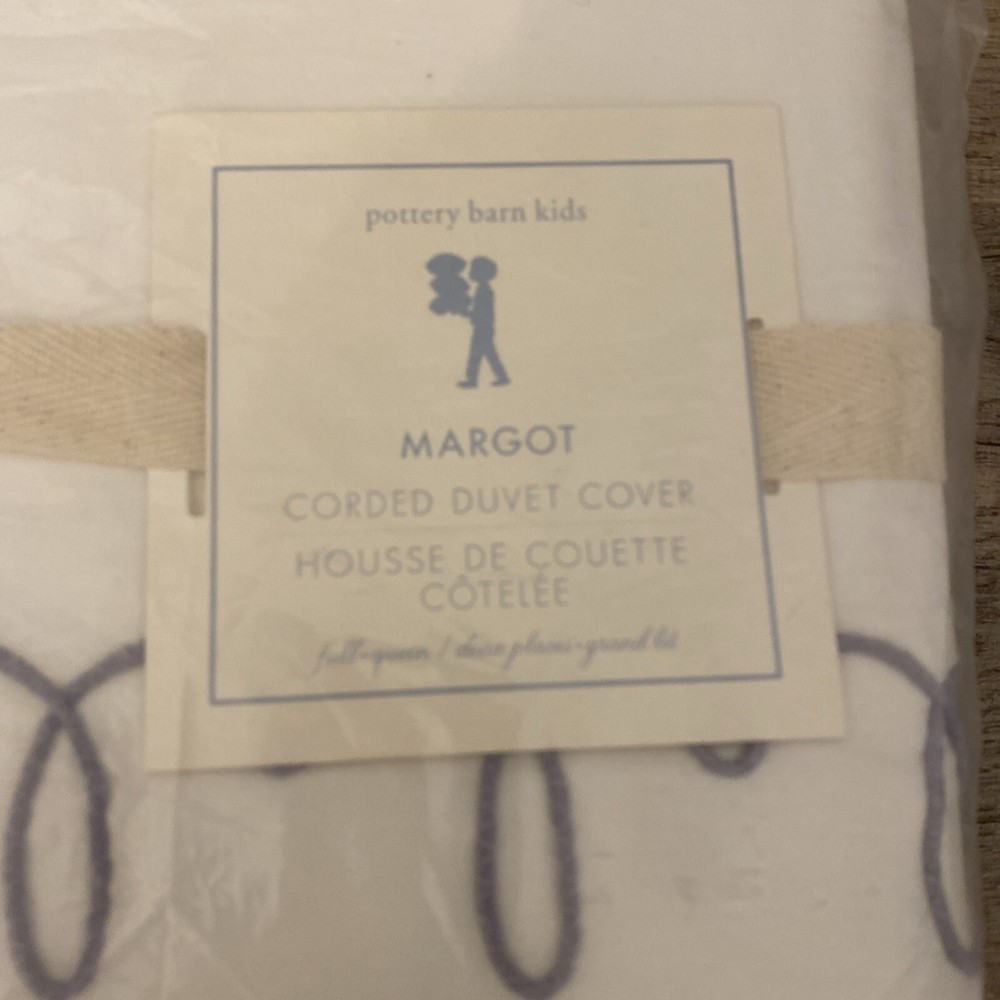 pottery barn kids
MARGOT
CORDED DUVET COVER
HOUSSE DE COUETTE
CÔTELÉE
full-queen / deux places-grand lit